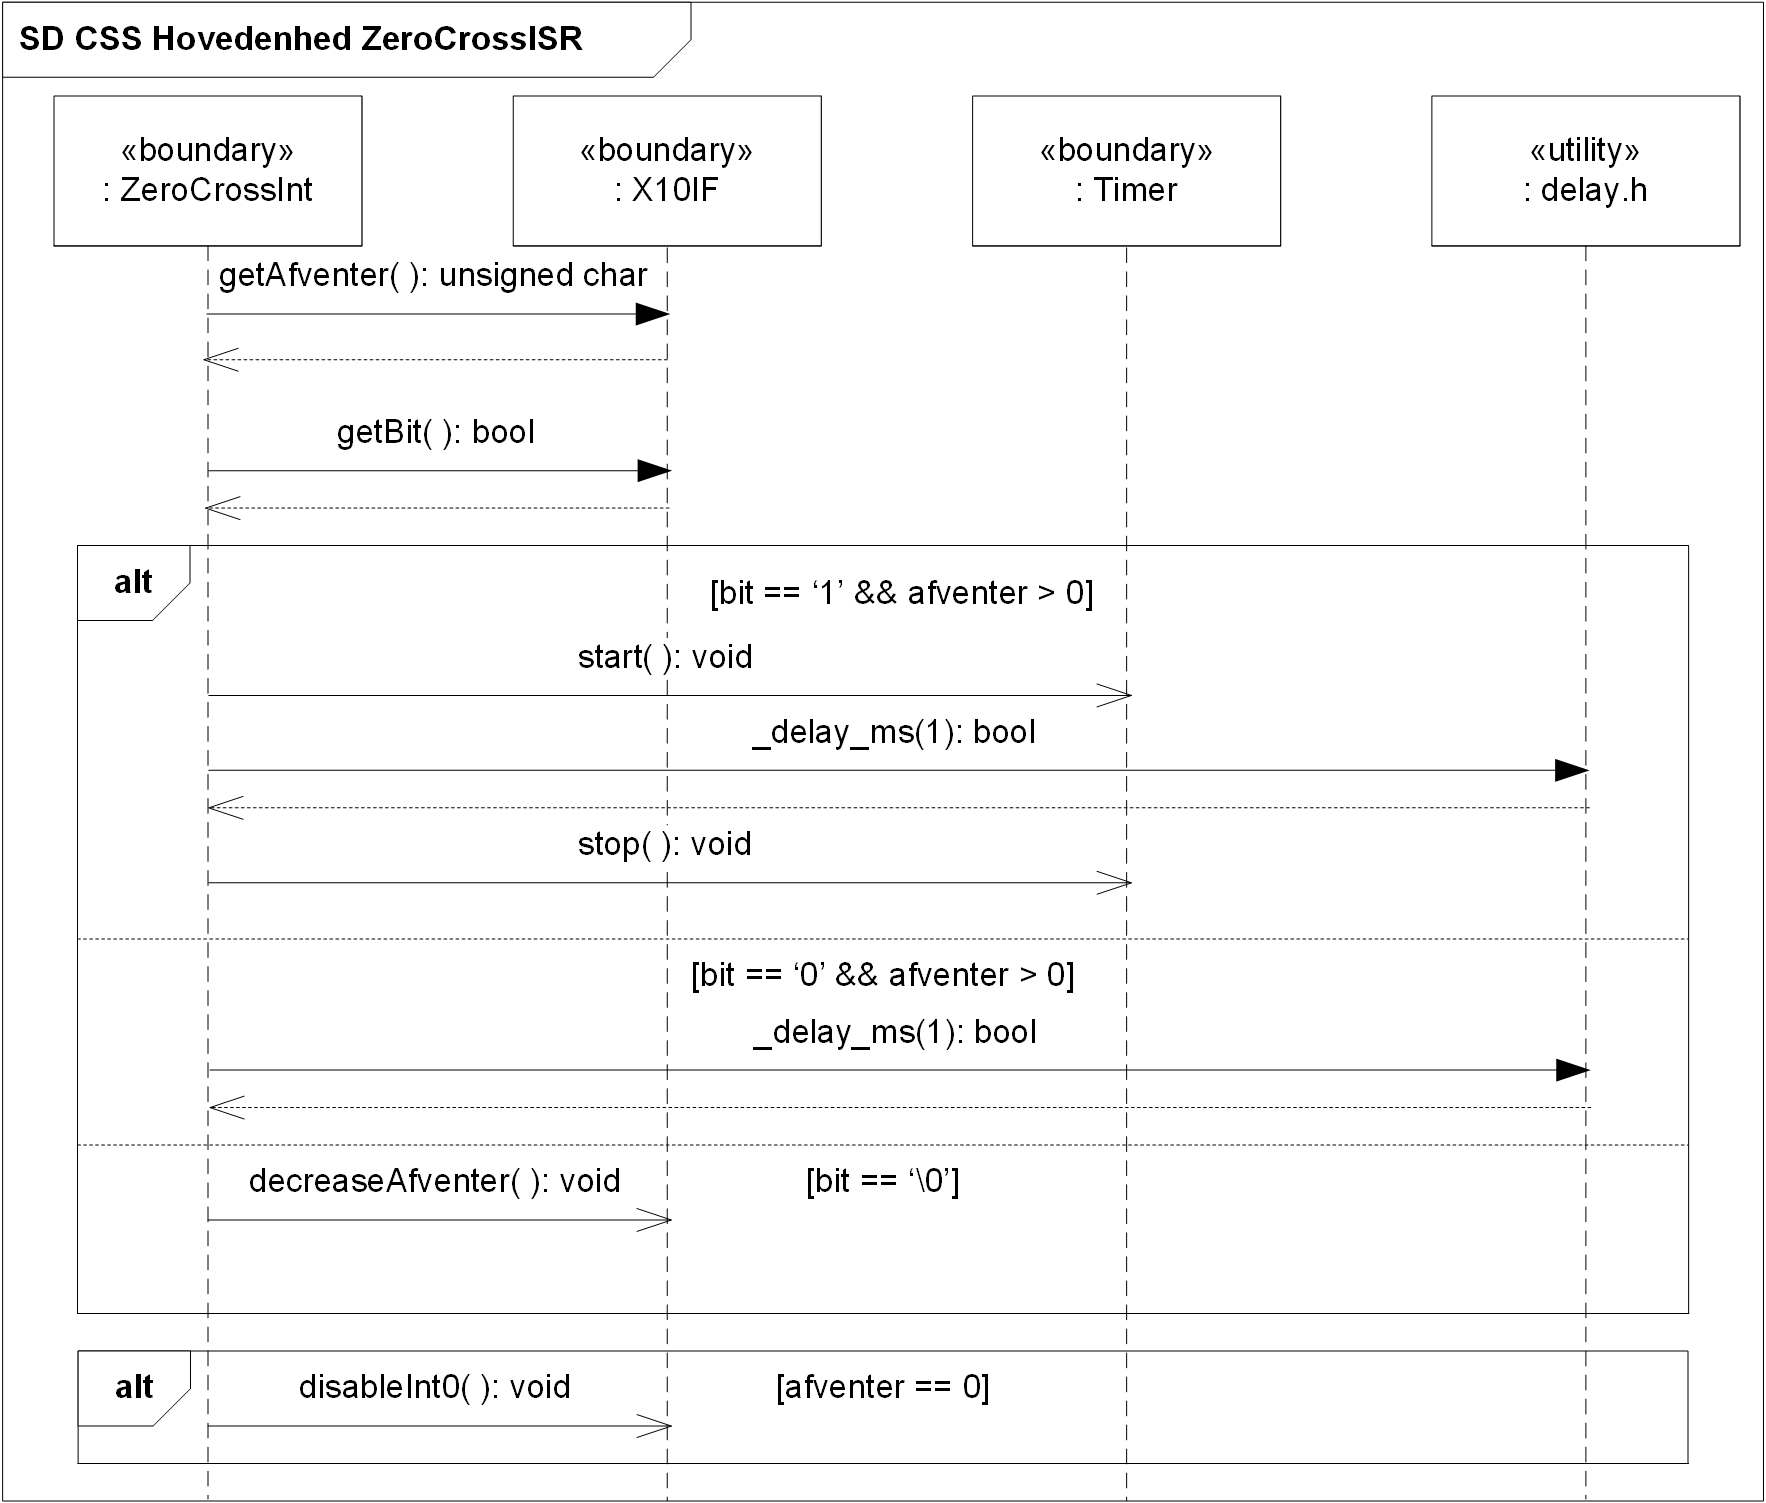 SD CSS Hovedenhed ZeroCrossISR
«boundary»
: ZeroCrossInt
«boundary»
: X10IF
«boundary»
: Timer
«utility»
: delay.h
getAfventer( ): unsigned char
getBit( ): bool
alt
[bit == ‘1’ && afventer > 0]
start( ): void
_delay_ms(1): bool
stop( ): void
[bit == ‘0’ && afventer > 0]
_delay_ms(1): bool
decreaseAfventer( ): void
[bit == ‘\0’]
alt
disableInt0( ): void
[afventer == 0]